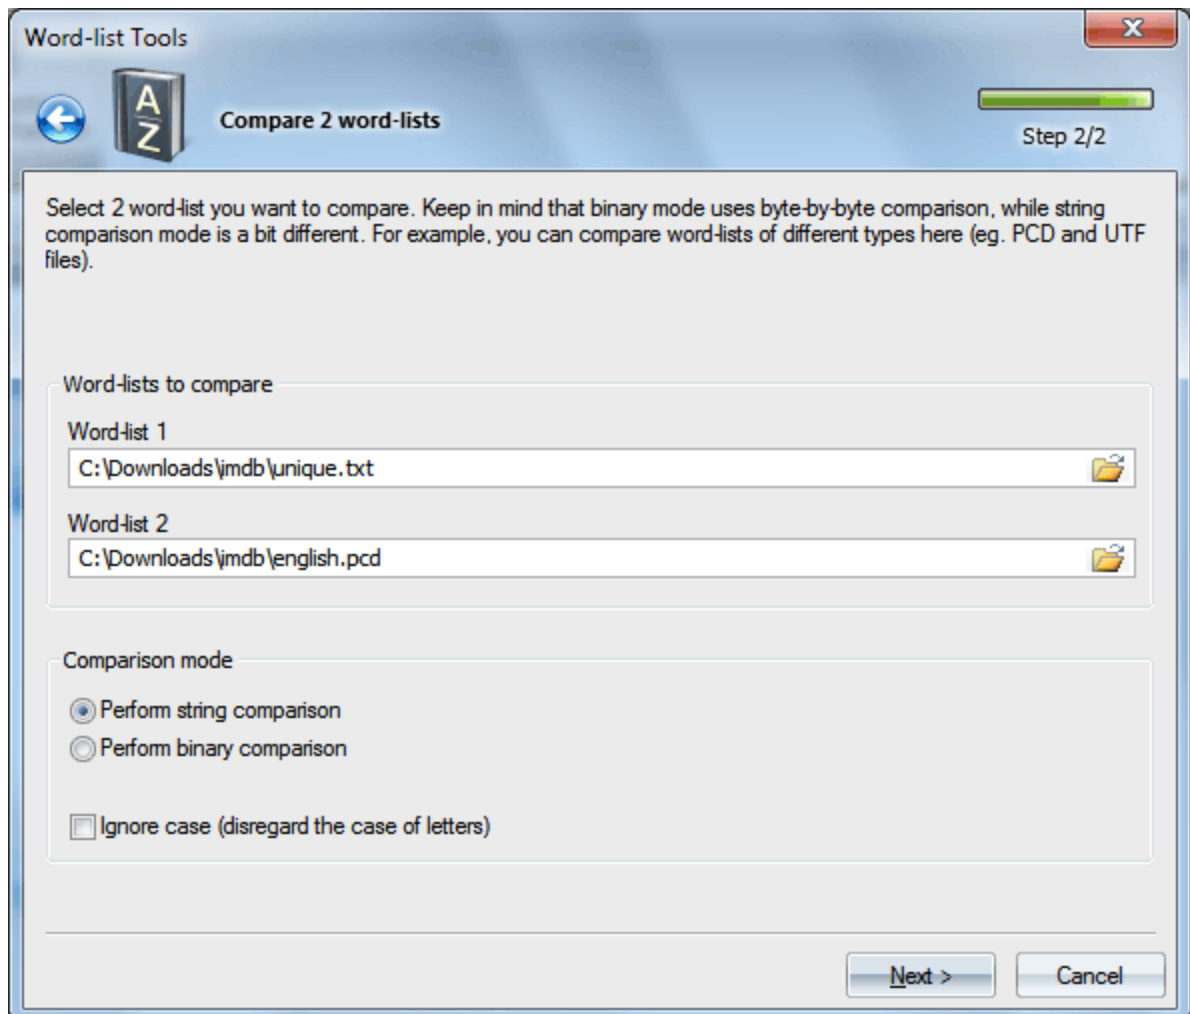 Word-list Tools
X
A
Z
Compare 2 word-lists
Step 2/2
Select 2 word-list you want to compare. Keep in mind that binary mode uses byte-by-byte comparison, while string
comparison mode is a bit different. For example, you can compare word-lists of different types here (eg. PCD and UTF
files).
Word-lists to compare
Word-list 1
C:\Downloads\imdb\unique.txt
Word-list 2
C:\Downloads\imdb\english.pcd
Comparison mode
Perform string comparison
Perform binary comparison
Ignore case (disregard the case of letters)
Next >
Cancel